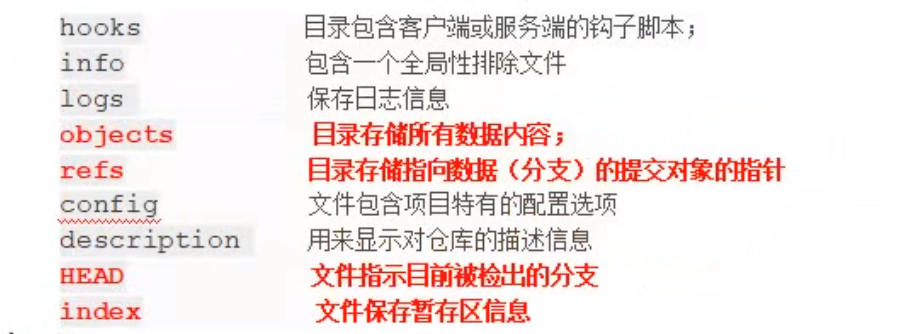 hooks 目录包含客户端或服务端的钩子脚本；
info 包含一个全局性排除文件
logs 保存日志信息
objects 目录存储所有数据内容；
refs 目录存储指向数据（分支）的提交对象的指针
config 文件包含项目特有的配置选项
description 用来显示对仓库的描述信息
HEAD 文件指示目前被检出的分支
index 文件保存暂存区信息